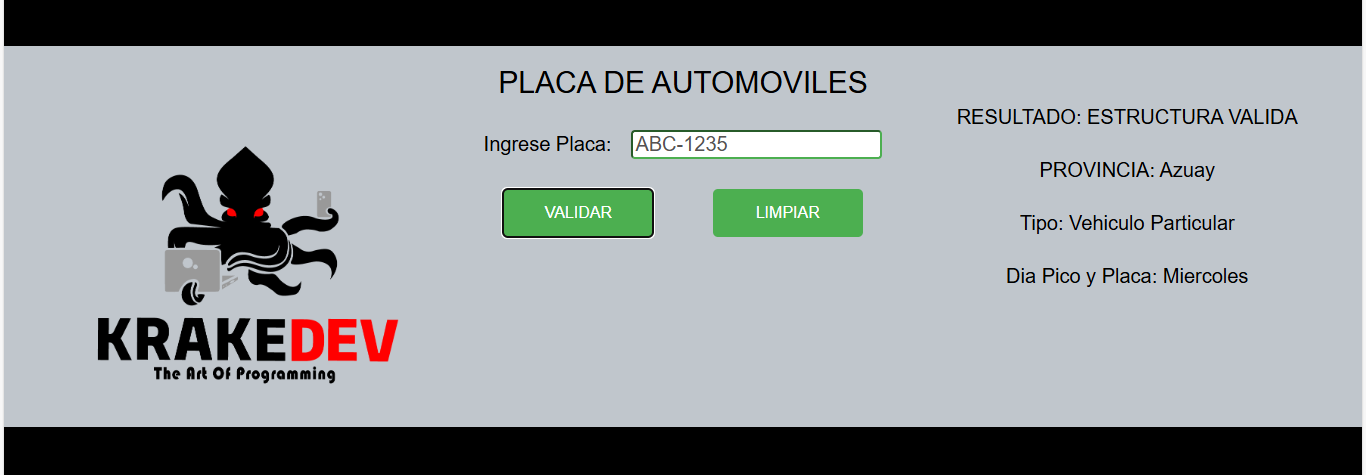 PLACA DE AUTOMOVILES
Ingrese Placa: ABC-1235
VALIDAR LIMPIAR
RESULTADO: ESTRUCTURA VALIDA
PROVINCIA: Azuay
Tipo: Vehiculo Particular
Dia Pico y Placa: Miercoles
KRAKEDEV
The Art Of Programming